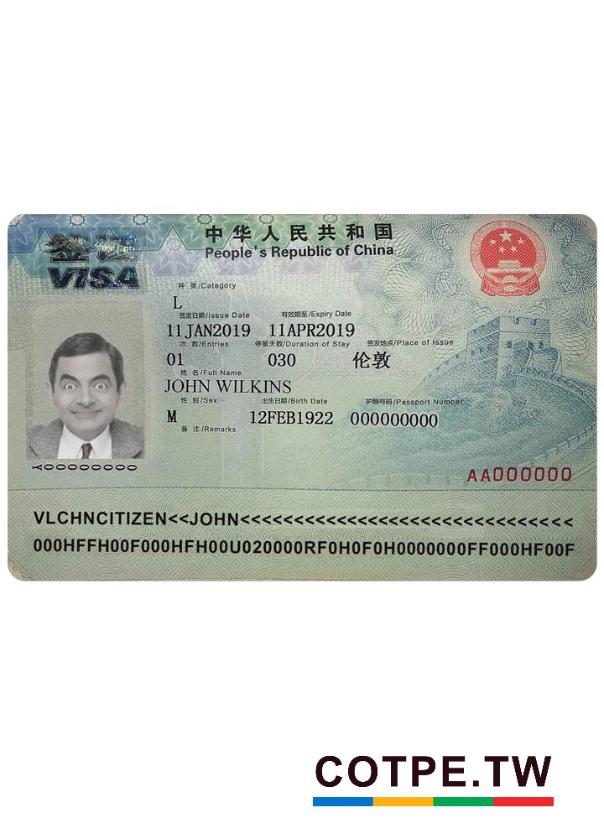 签证
VISA
中华人民共和国
People's Republic of China
种 类/Category
L
签发日期/Issue Date 有效期至/Expiry Date
11JAN2019 11APR2019
次 数/Entries 停留天数/Duration of Stay 签发地点/Place of Issue
01 030 伦敦
姓 名/Full Name
JOHN WILKINS
性 别/Sex 出生日期/Birth Date 护照号码/Passport Number
M 12FEB1922 000000000
备 注/Remarks
Y00000000
AA000000
VLCHNCITIZEN<<JOHN<<<<<<<<<<<<<<<<<<<<<<<<<<<<<<<
000HFFH00F000HFH00U020000RF0H0F0H0000000FF000HF00F
COTPE.TW